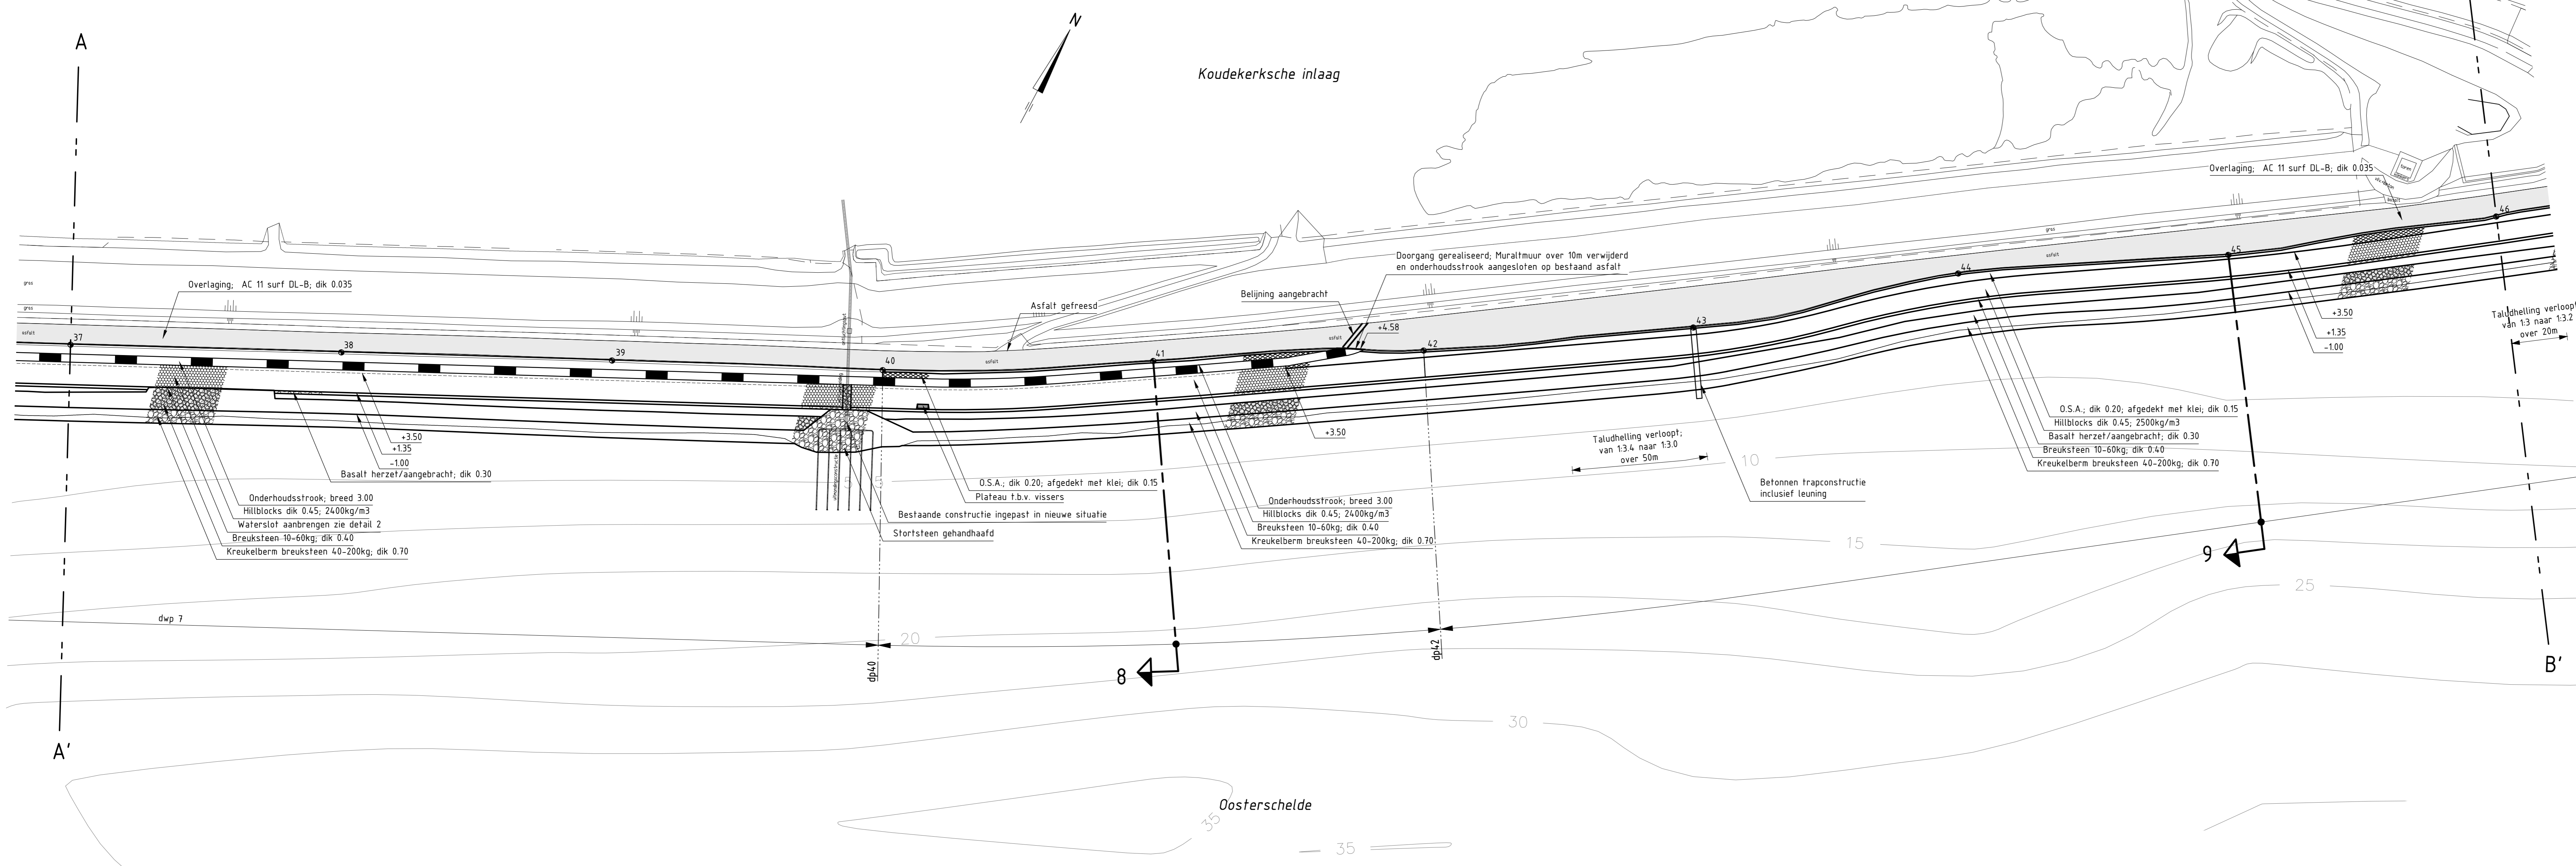 A
N
Koudekerksche inlaag
Overlaging; AC 11 surf DL-B; dik 0.035
toren
46
gras
asfalt
45
44
Doorgang gerealiseerd; Muraltmuur over 10m verwijderd
en onderhoudsstrook aangesloten op bestaand asfalt
Belijning aangebracht
Asfalt gefreesd
gras
Overlaging; AC 11 surf DL-B; dik 0.035
gras
asfalt
37
38
39
40
asfalt
41
asfalt
+4.58
42
43
+3.50
+1.35
-1.00
Taludhelling verloopt
van 1:3 naar 1:3.2
over 20m
O.S.A.; dik 0.20; afgedekt met klei; dik 0.15
Hillblocks dik 0.45; 2500kg/m3
Basalt herzet/aangebracht; dik 0.30
Breuksteen 10-60kg; dik 0.40
Kreukelberm breuksteen 40-200kg; dik 0.70
+3.50
+1.35
-1.00
Basalt herzet/aangebracht; dik 0.30
Onderhoudsstrook; breed 3.00
Hillblocks dik 0.45; 2400kg/m3
Waterslot aanbrengen zie detail 2
Breuksteen 10-60kg; dik 0.40
Kreukelberm breuksteen 40-200kg; dik 0.70
O.S.A.; dik 0.20; afgedekt met klei; dik 0.15
Plateau t.b.v. vissers
Bestaande constructie ingepast in nieuwe situatie
Stortsteen gehandhaafd
+3.50
Onderhoudsstrook; breed 3.00
Hillblocks dik 0.45; 2400kg/m3
Breuksteen 10-60kg; dik 0.40
Kreukelberm breuksteen 40-200kg; dik 0.70
Taludhelling verloopt;
van 1:3.4 naar 1:3.0
over 50m
10
Betonnen trapconstructie
inclusief leuning
15
9
25
dwp 7
20
dp40
8
dp42
B'
A'
30
Oosterschelde
35
35